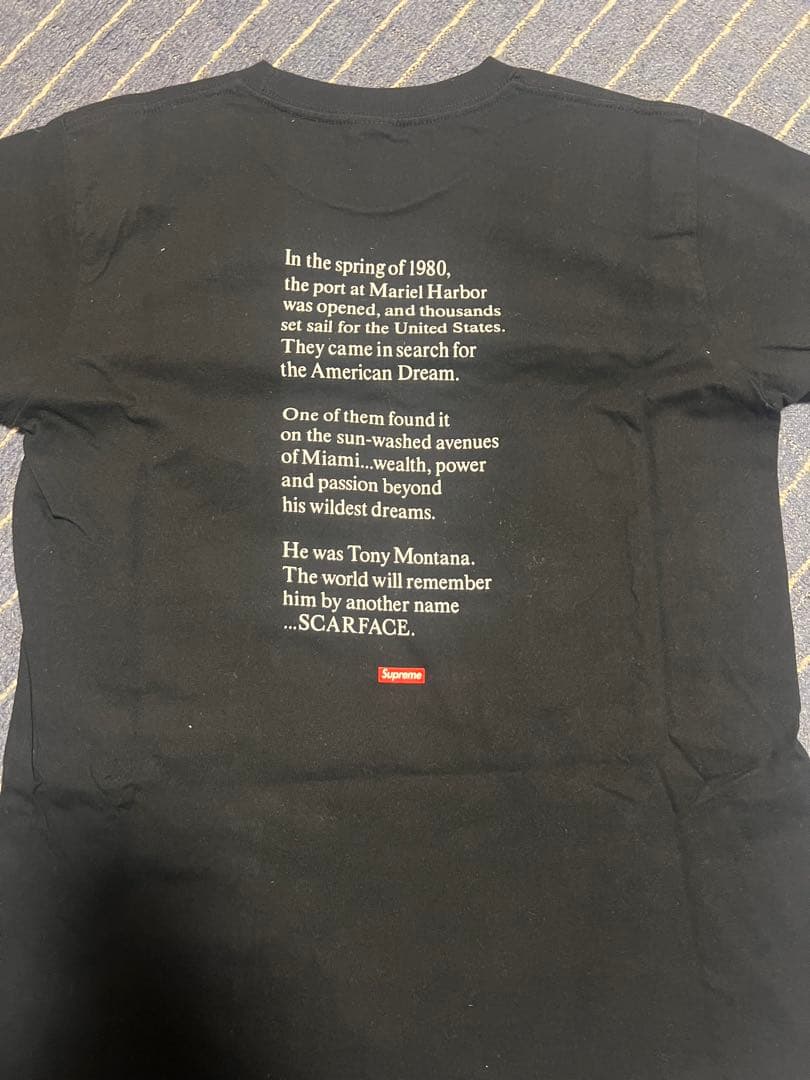 In the spring of 1980,
the port at Mariel Harbor
was opened, and thousands
set sail for the United States.
They came in search for
the American Dream.
One of them found it
on the sun-washed avenues
of Miami...wealth, power
and passion beyond
his wildest dreams.
He was Tony Montana.
The world will remember
him by another name
...SCARFACE.
Supreme